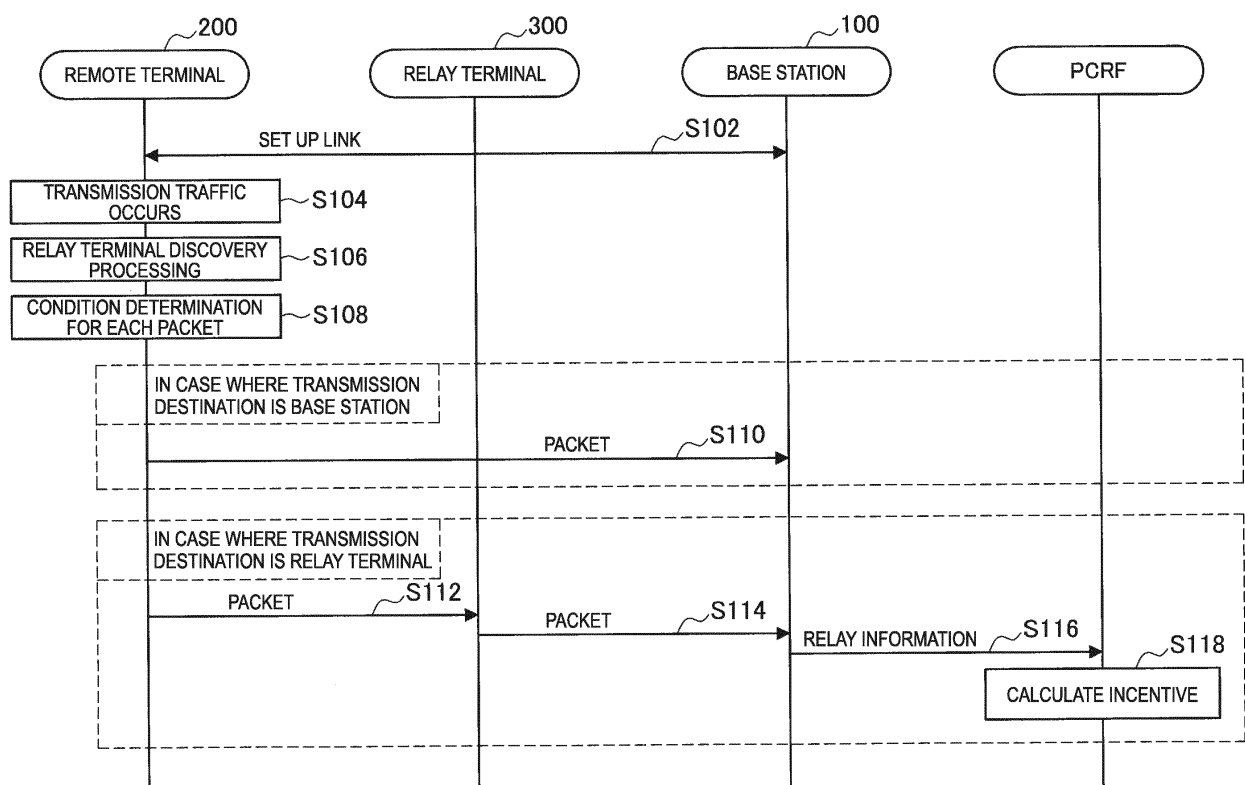 200
300
100
REMOTE TERMINAL
RELAY TERMINAL
BASE STATION
PCRF
SET UP LINK
S102
TRANSMISSION TRAFFIC
OCCURS
S104
RELAY TERMINAL DISCOVERY
PROCESSING
S106
CONDITION DETERMINATION
FOR EACH PACKET
S108
IN CASE WHERE TRANSMISSION
DESTINATION IS BASE STATION
PACKET
S110
IN CASE WHERE TRANSMISSION
DESTINATION IS RELAY TERMINAL
PACKET
S112
PACKET
S114
RELAY INFORMATION
S116
S118
CALCULATE INCENTIVE